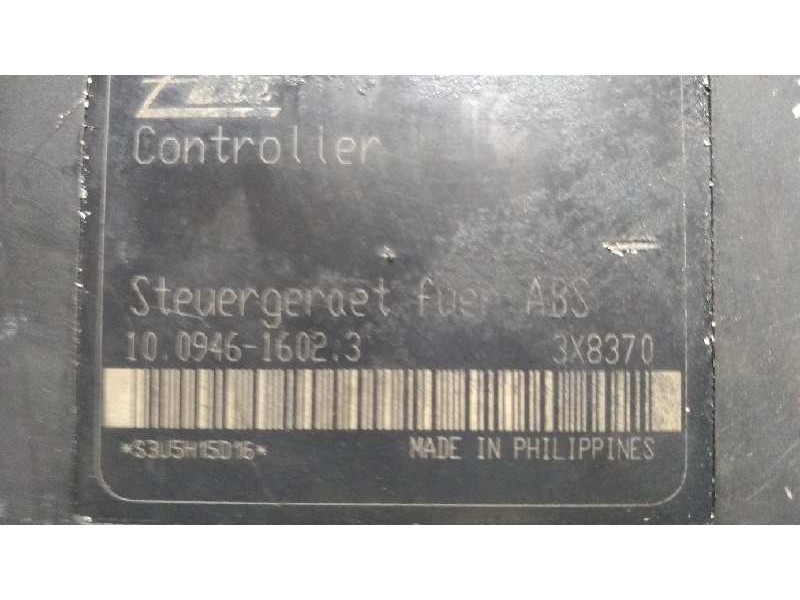 Controller
Steuergeraet fuer ABS
10.0946-1602.3 3X8370
*S3U5H15D16*
MADE IN PHILIPPINES